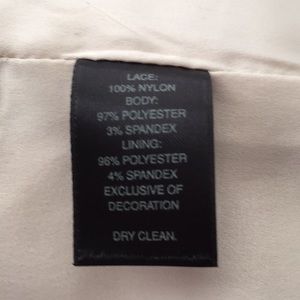 LACE:
100% NYLON
BODY:
97% POLYESTER
3% SPANDEX
LINING:
96% POLYESTER
4% SPANDEX
EXCLUSIVE OF
DECORATION
DRY CLEAN.